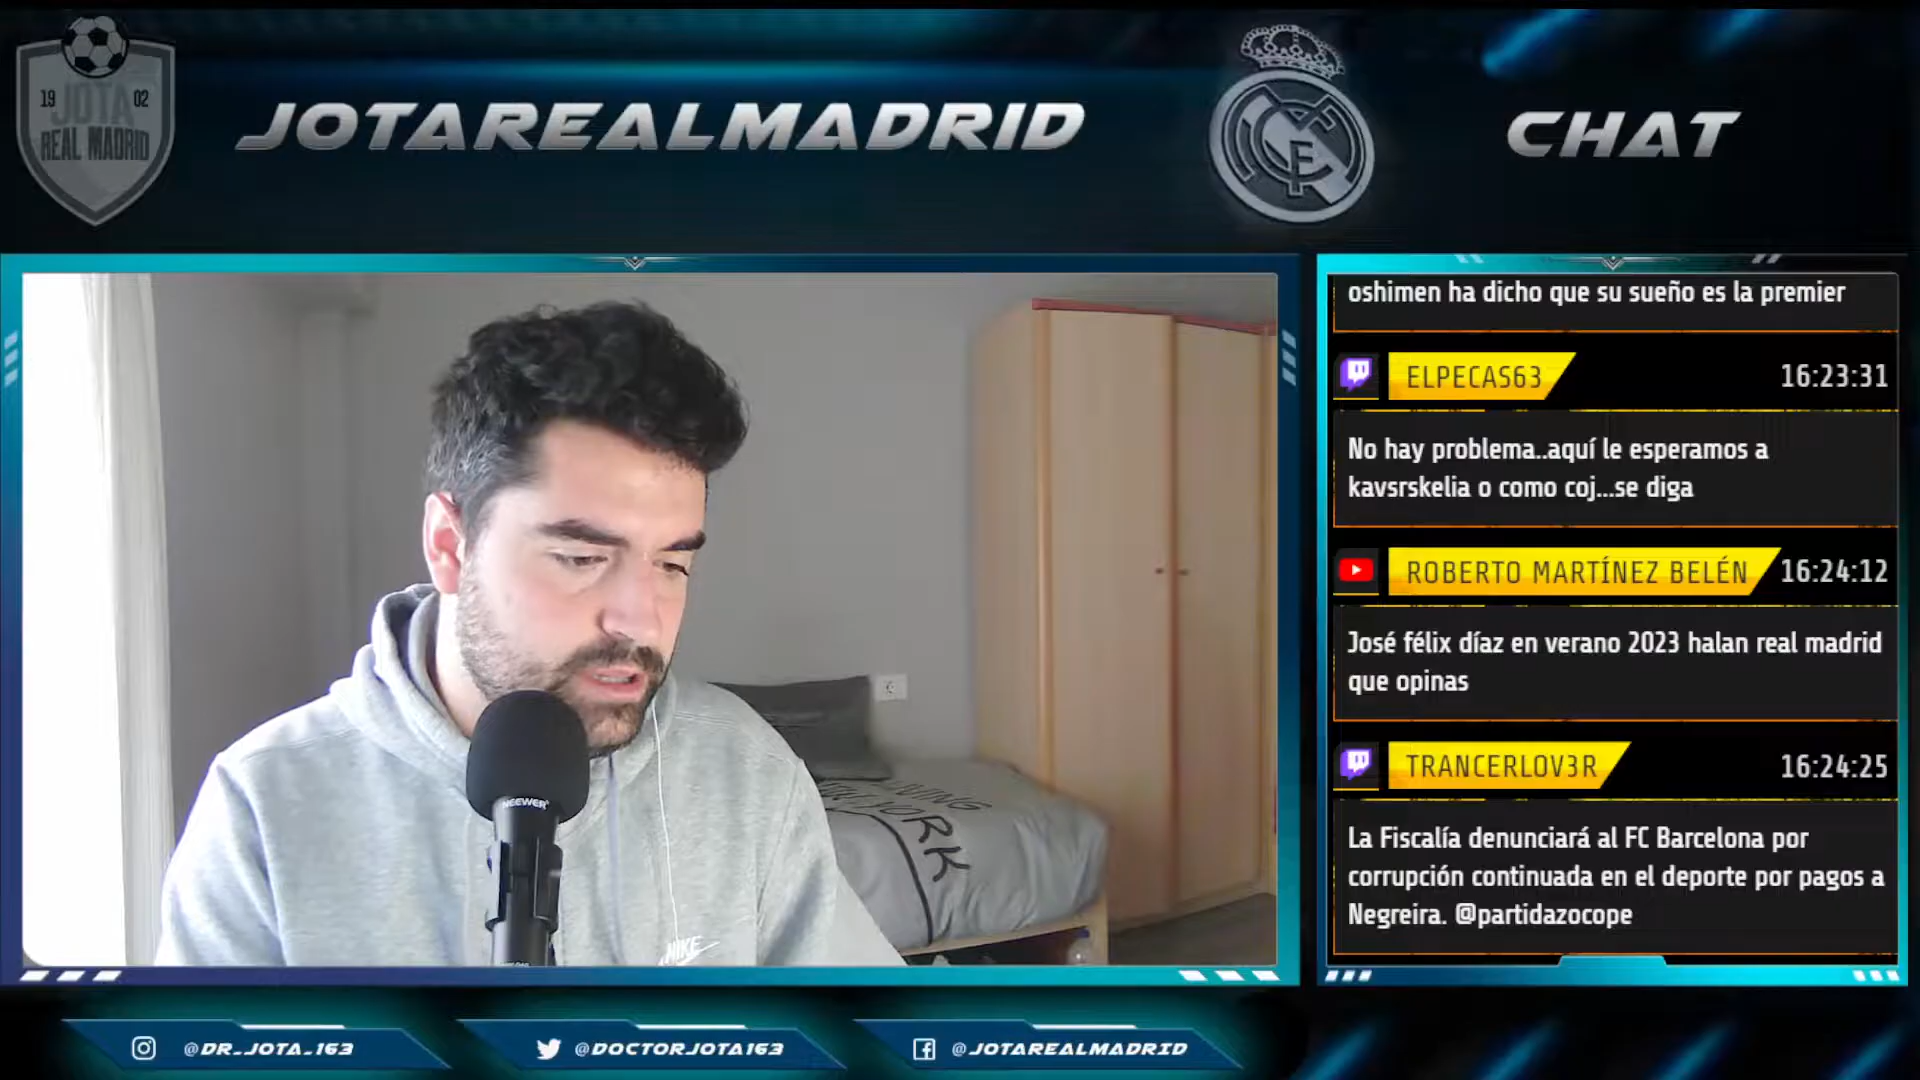 19 02
JOTA
REAL MADRID
JOTAREALMADRID
CHAT
oshimen ha dicho que su sueño es la premier
ELPECAS63 16:23:31
No hay problema..aquí le esperamos a
kavsrskelia o como coj...se diga
ROBERTO MARTÍNEZ BELÉN 16:24:12
José félix díaz en verano 2023 halan real madrid
que opinas
TRANCERLOV3R 16:24:25
La Fiscalía denunciará al FC Barcelona por
corrupción continuada en el deporte por pagos a
Negreira. @partidazocope
NEEWER
NIKE
YORK
@DR_JOTA_163
@DOCTORJOTA163
@JOTAREALMADRID